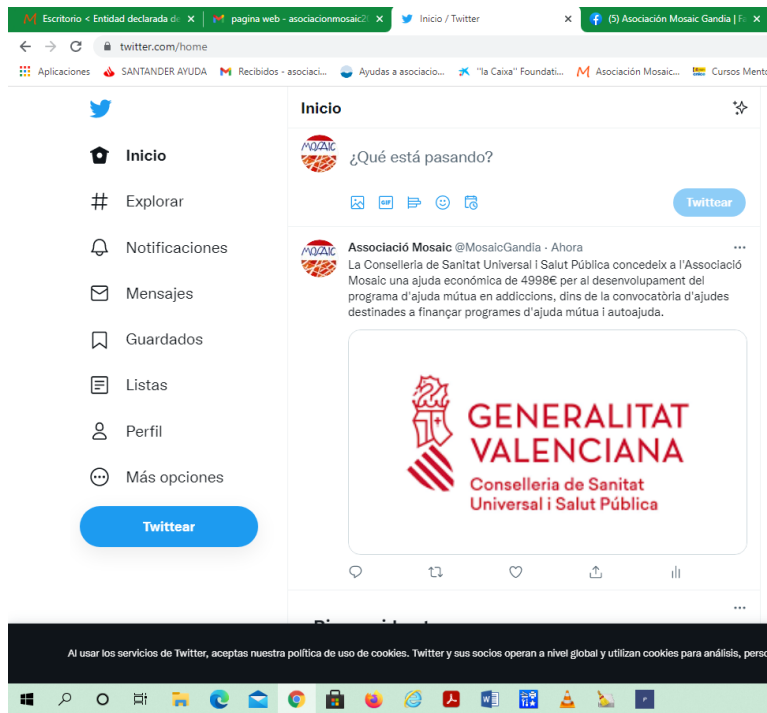 Escritorio < Entidad declarada de
pagina web - asociacionmosaic2
Inicio / Twitter
(5) Asociación Mosaic Gandia |
twitter.com/home
Aplicaciones
SANTANDER AYUDA
Recibidos - asociaci...
Ayudas a asociacio...
"la Caixa" Foundati...
Asociación Mosaic...
Cursos
Inicio
Explorar
Notificaciones
Mensajes
Guardados
Listas
Perfil
Más opciones
Twittear
Inicio
MOSAIC
¿Qué está pasando?
GIF
Twittear
MOSAIC
Associació Mosaic @MosaicGandia · Ahora
La Conselleria de Sanitat Universal i Salut Pública concedeix a l'Associació
Mosaic una ajuda económica de 4998€ per al desenvolupament del
programa d'ajuda mútua en addiccions, dins de la convocatòria d'ajudes
destinades a finançar programes d'ajuda mútua i autoajuda.
GENERALITAT
VALENCIANA
Conselleria de Sanitat
Universal i Salut Pública
Al usar los servicios de Twitter, aceptas nuestra política de uso de cookies. Twitter y sus socios operan a nivel global y utilizan cookies para análisis,